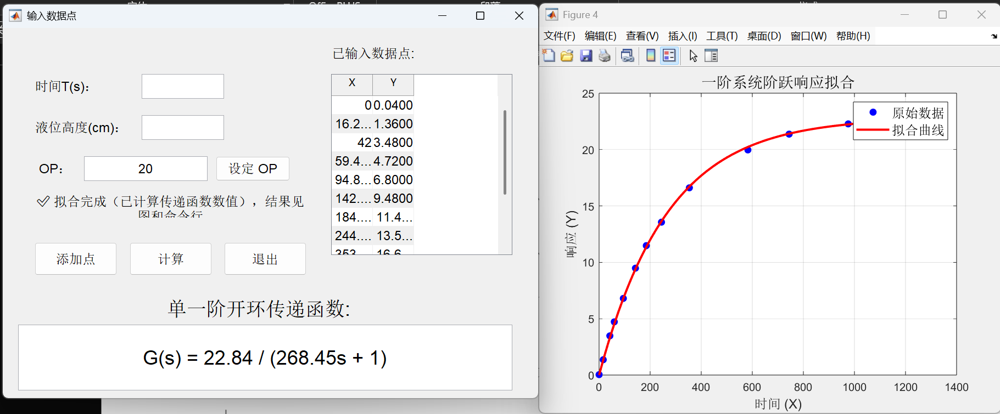 输入数据点
已输入数据点:
时间T(s):
液位高度(cm):
OP:
20
设定 OP
✓ 拟合完成（已计算传递函数数值），结果见
图和命令行
添加点
计算
退出
X Y
0 0.0400
16.2... 1.3600
42 3.4800
59.4... 4.7200
94.8... 6.8000
142.... 9.4800
184.... 11.4...
244.... 13.5...
353 16.6
单一阶开环传递函数:
G(s) = 22.84 / (268.45s + 1)
Figure 4
文件(F) 编辑(E) 查看(V) 插入(I) 工具(T) 桌面(D) 窗口(W) 帮助(H)
一阶系统阶跃响应拟合
原始数据
拟合曲线
25
20
15
10
5
0
响应 (Y)
0 200 400 600 800 1000 1200 1400
时间 (X)